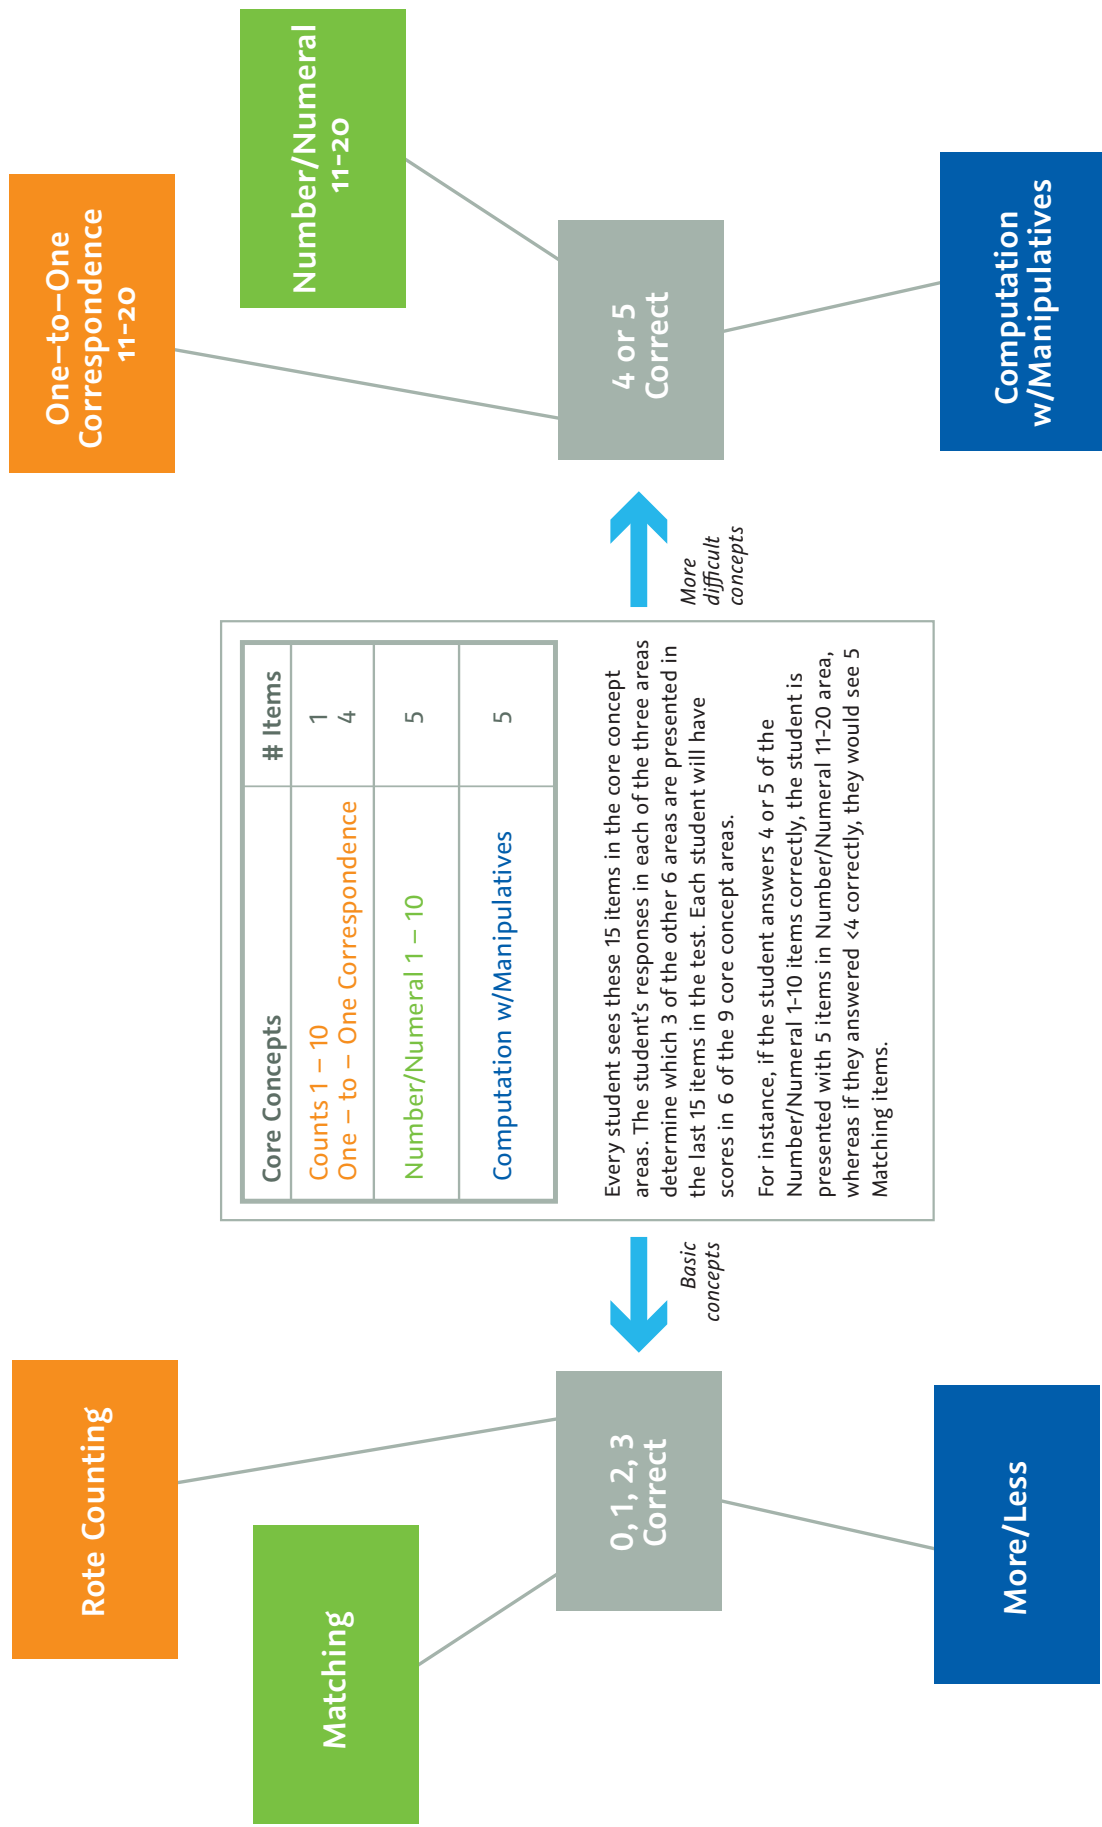 Rote Counting
Matching
0, 1, 2, 3
Correct
More/Less
Basic
concepts
Core Concepts # Items
Counts 1 – 10 1
One – to – One Correspondence 4
Number/Numeral 1 – 10 5
Computation w/Manipulatives 5
Every student sees these 15 items in the core concept
areas. The student’s responses in each of the three areas
determine which 3 of the other 6 areas are presented in
the last 15 items in the test. Each student will have
scores in 6 of the 9 core concept areas.
For instance, if the student answers 4 or 5 of the
Number/Numeral 1-10 items correctly, the student is
presented with 5 items in Number/Numeral 11-20 area,
whereas if they answered <4 correctly, they would see 5
Matching items.
More
difficult
concepts
One–to–One
Correspondence
11-20
Number/Numeral
11-20
4 or 5
Correct
Computation
w/Manipulatives